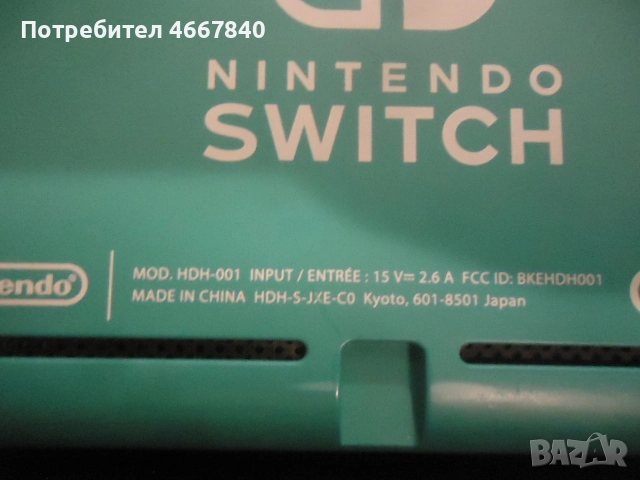 Потребител 4667840
NINTENDO
SWITCH
MOD. HDH-001 INPUT / ENTRÉE : 15 V⎓ 2.6 A FCC ID: BKEHDH001
endo®
MADE IN CHINA HDH-S-JXE-C0 Kyoto, 601-8501 Japan
BAZAR